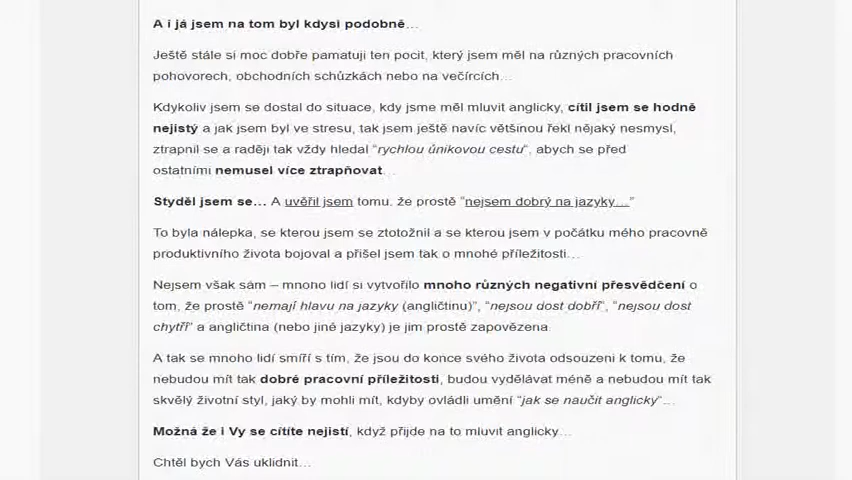 A i já jsem na tom byl kdysi podobně…
Ještě stále si moc dobře pamatuji ten pocit, který jsem měl na různých pracovních
pohovorech, obchodních schůzkách nebo na večírcích…
Kdykoliv jsem se dostal do situace, kdy jsme měl mluvit anglicky, cítil jsem se hodně
nejistý a jak jsem byl ve stresu, tak jsem ještě navíc většinou řekl nějaký nesmysl,
ztrapnil se a raději tak vždy hledal “rychlou únikovou cestu“, abych se před
ostatními nemusel více ztrapňovat…
Styděl jsem se… A uvěřil jsem tomu, že prostě “nejsem dobrý na jazyky…”
To byla nálepka, se kterou jsem se ztotožnil a se kterou jsem v počátku mého pracovně
produktivního života bojoval a přišel jsem tak o mnohé příležitosti…
Nejsem však sám – mnoho lidí si vytvořilo mnoho různých negativní přesvědčení o
tom, že prostě “nemají hlavu na jazyky (angličtinu)”, “nejsou dost dobří“, “nejsou dost
chytří” a angličtina (nebo jiné jazyky) je jim prostě zapovězena.
A tak se mnoho lidí smíří s tím, že jsou do konce svého života odsouzeni k tomu, že
nebudou mít tak dobré pracovní příležitosti, budou vydělávat méně a nebudou mít tak
skvělý životní styl, jaký by mohli mít, kdyby ovládli umění “jak se naučit anglicky“…
Možná že i Vy se cítíte nejistí, když přijde na to mluvit anglicky…
Chtěl bych Vás uklidnit…